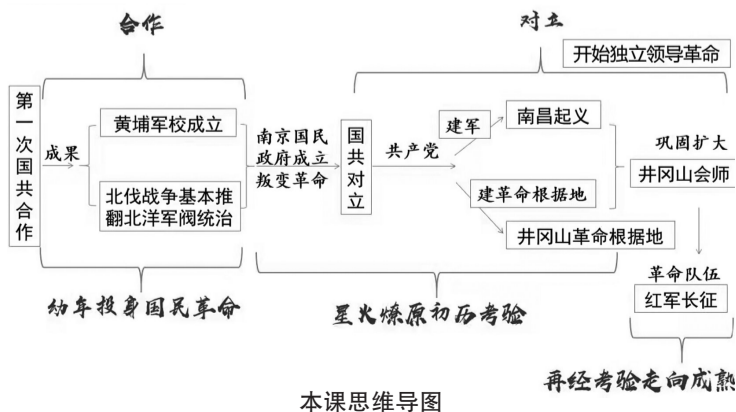 合作
对立
开始独立领导革命
第一次国共合作
成果
黄埔军校成立
北伐战争基本推
翻北洋军阀统治
南京国民
政府成立
叛变革命
国共对立
共产党
建军
南昌起义
建革命根据地
井冈山革命根据地
巩固扩大
井冈山会师
革命队伍
红军长征
幼年投身国民革命
星火燎原初历考验
再经考验走向成熟
本课思维导图